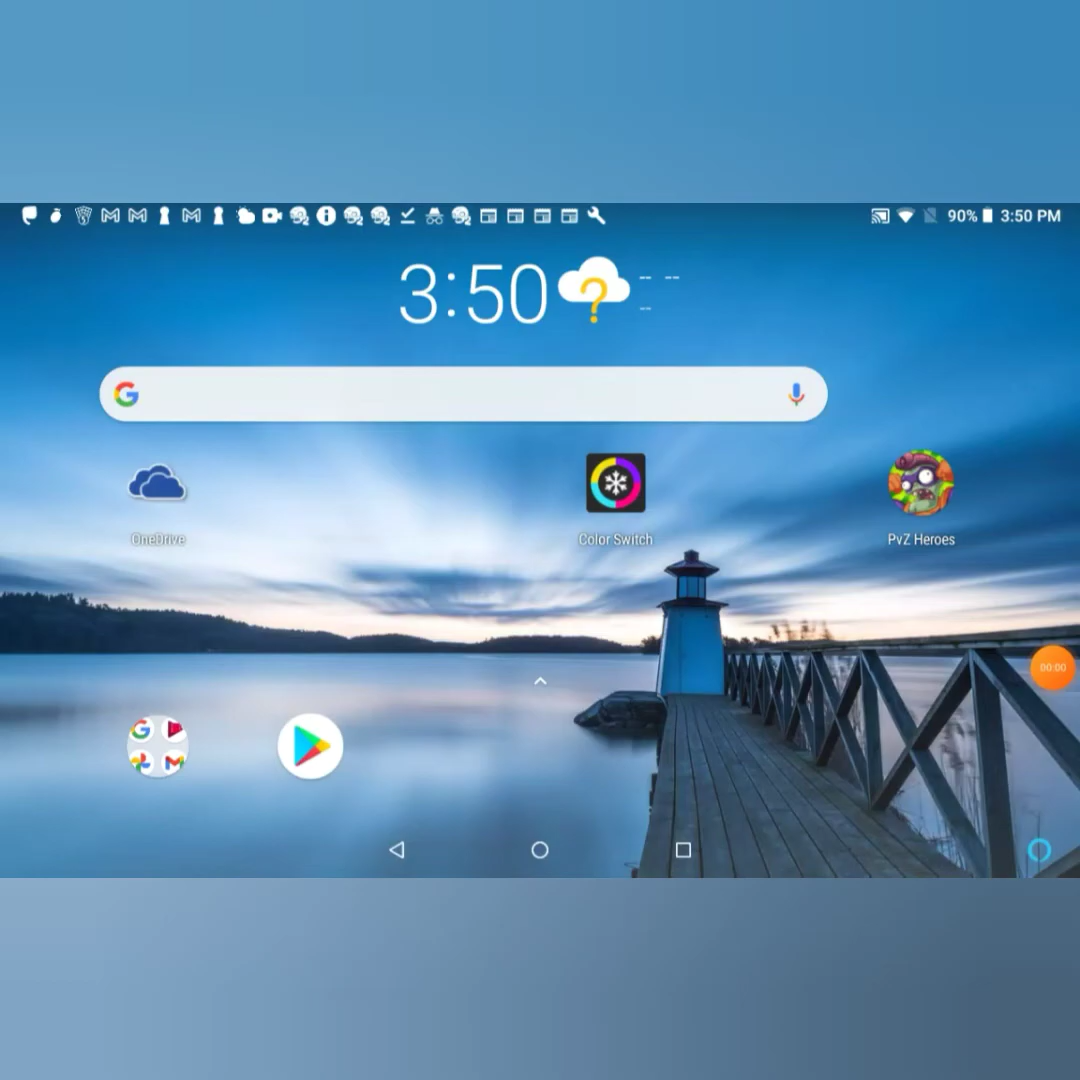 90% 3:50 PM
3:50
-- --
--
OneDrive
Color Switch
PvZ Heroes
00:00